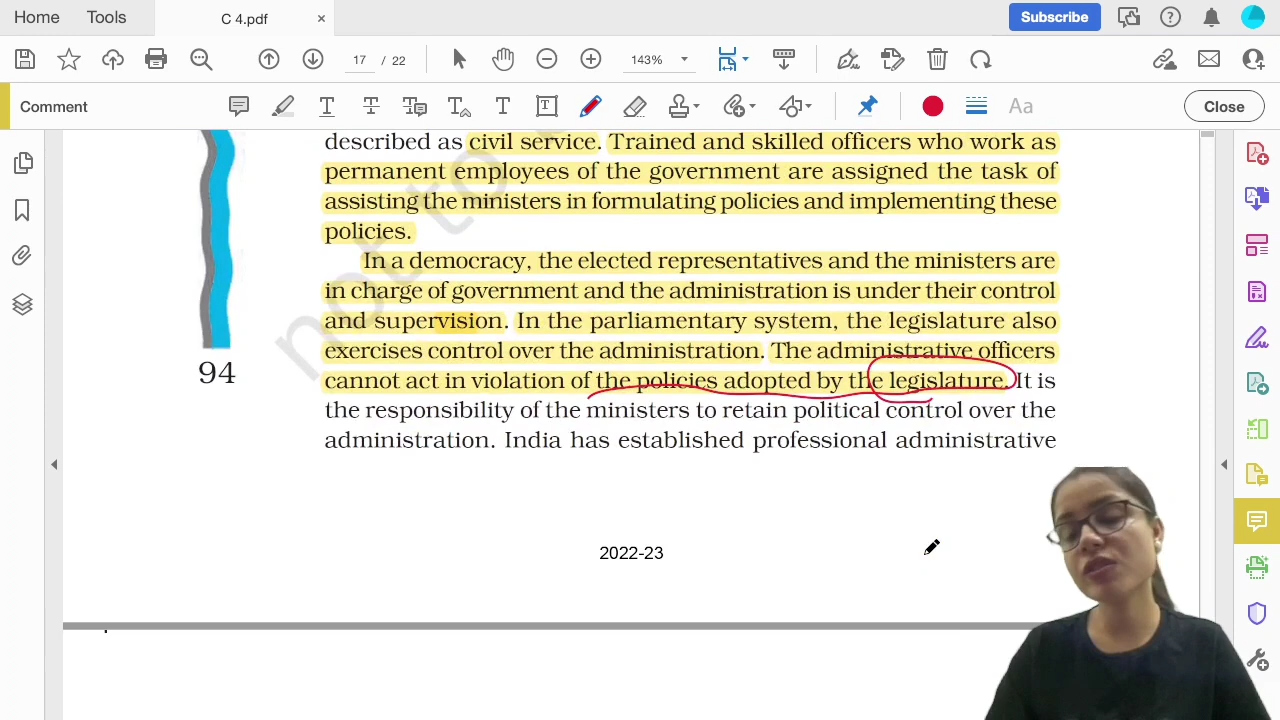 Home Tools C 4.pdf × Subscribe
17 / 22 143%
Comment Aa Close
described as civil service. Trained and skilled officers who work as
permanent employees of the government are assigned the task of
assisting the ministers in formulating policies and implementing these
policies.
In a democracy, the elected representatives and the ministers are
in charge of government and the administration is under their control
and supervision. In the parliamentary system, the legislature also
exercises control over the administration. The administrative officers
cannot act in violation of the policies adopted by the legislature. It is
the responsibility of the ministers to retain political control over the
administration. India has established professional administrative
94
not to
2022-23